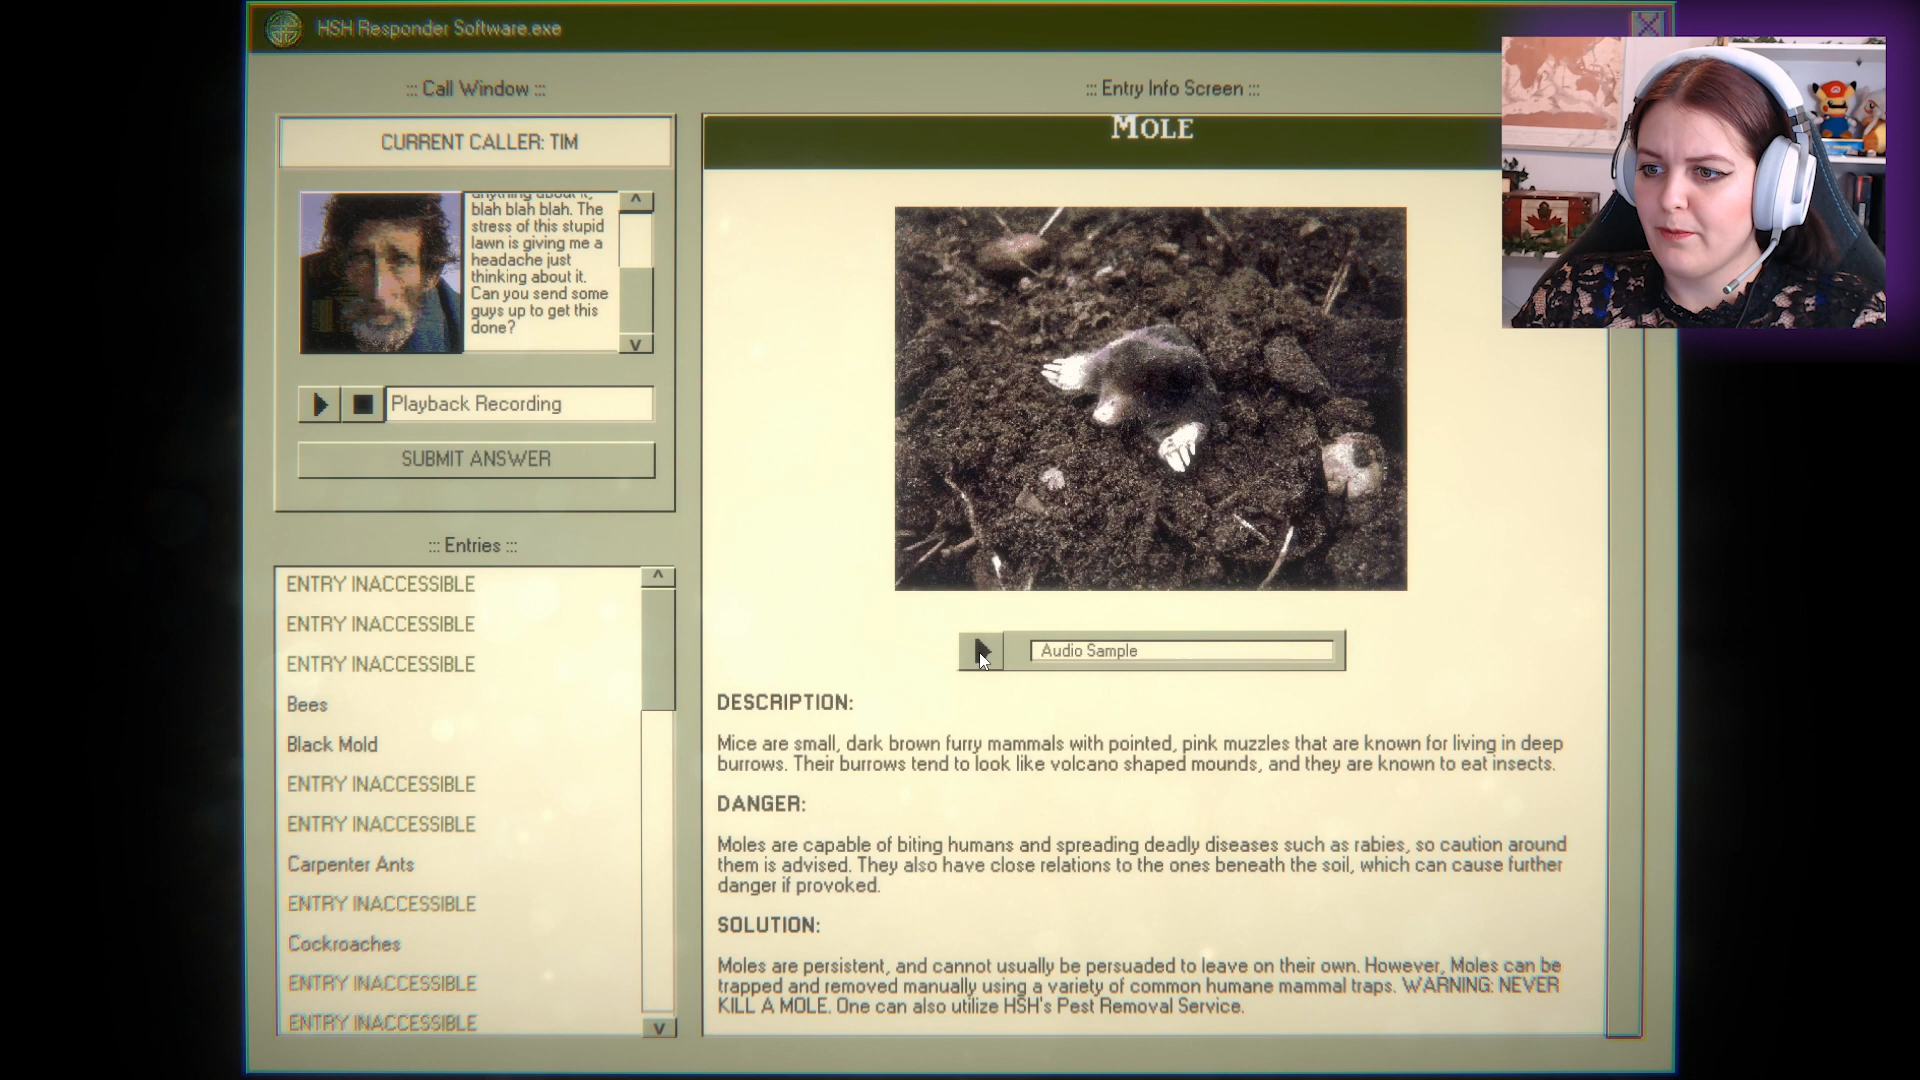 HSH Responder Software.exe
::: Call Window :::
::: Entry Info Screen :::
CURRENT CALLER: TIM
MOLE
anything about it,
blah blah blah. The
stress of this stupid
lawn is giving me a
headache just
thinking about it.
Can you send some
guys up to get this
done?
Playback Recording
SUBMIT ANSWER
::: Entries :::
ENTRY INACCESSIBLE
ENTRY INACCESSIBLE
ENTRY INACCESSIBLE
Bees
Black Mold
ENTRY INACCESSIBLE
ENTRY INACCESSIBLE
Carpenter Ants
ENTRY INACCESSIBLE
Cockroaches
ENTRY INACCESSIBLE
ENTRY INACCESSIBLE
Audio Sample
DESCRIPTION:
Mice are small, dark brown furry mammals with pointed, pink muzzles that are known for living in deep
burrows. Their burrows tend to look like volcano shaped mounds, and they are known to eat insects.
DANGER:
Moles are capable of biting humans and spreading deadly diseases such as rabies, so caution around
them is advised. They also have close relations to the ones beneath the soil, which can cause further
danger if provoked.
SOLUTION:
Moles are persistent, and cannot usually be persuaded to leave on their own. However, Moles can be
trapped and removed manually using a variety of common humane mammal traps. WARNING: NEVER
KILL A MOLE. One can also utilize HSH's Pest Removal Service.